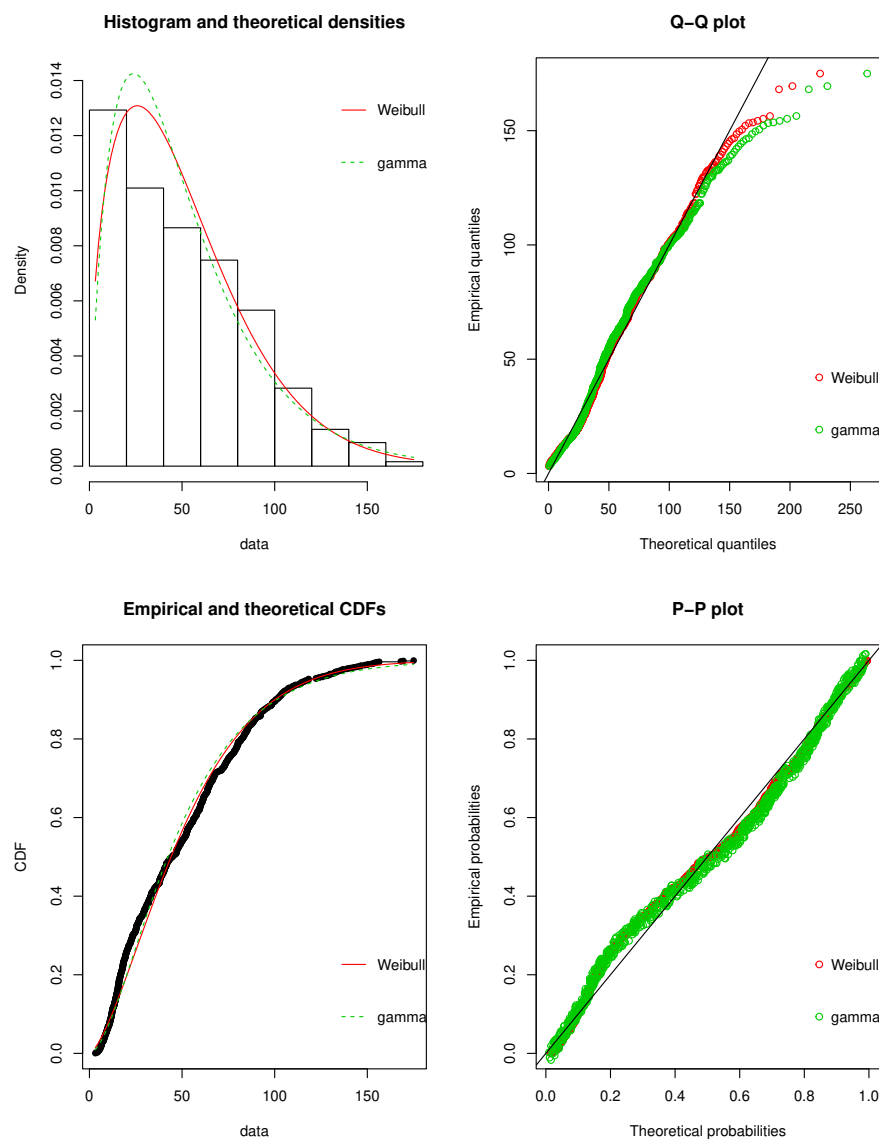 Histogram and theoretical densities
Density
0.000
0.002
0.004
0.006
0.008
0.010
0.012
0.014
Weibull
gamma
0
50
100
150
data
Q−Q plot
Empirical quantiles
0
50
100
150
Weibull
gamma
0
50
100
150
200
250
Theoretical quantiles
Empirical and theoretical CDFs
CDF
0.0
0.2
0.4
0.6
0.8
1.0
Weibull
gamma
0
50
100
150
data
P−P plot
Empirical probabilities
0.0
0.2
0.4
0.6
0.8
1.0
Weibull
gamma
0.0
0.2
0.4
0.6
0.8
1.0
Theoretical probabilities